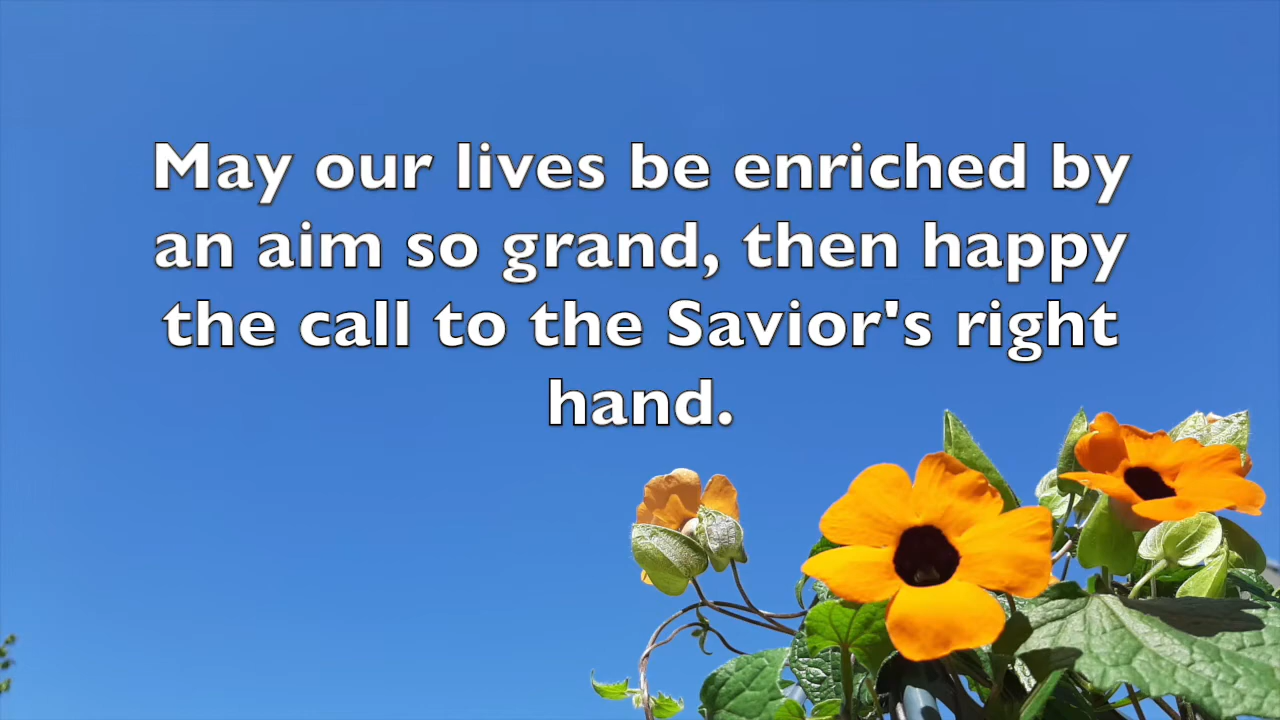 May our lives be enriched by
an aim so grand, then happy
the call to the Savior's right
hand.